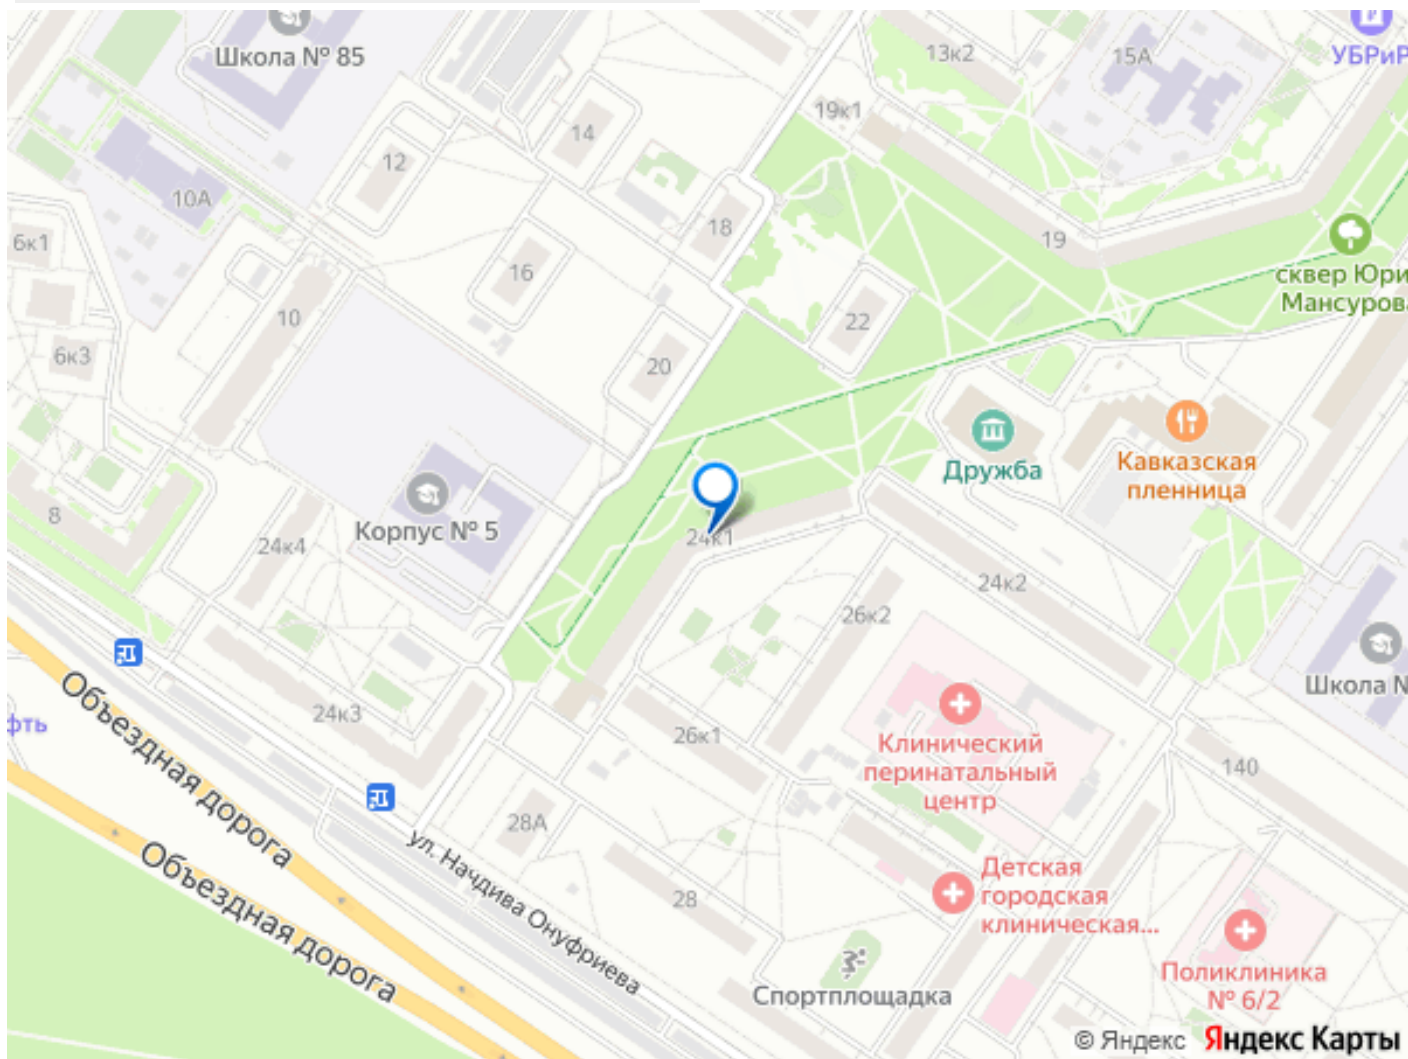 Школа № 85
13к2
15А
УБРиР
14
19к1
12
10А
18
19
6к1
16
сквер Юри
Мансурова
10
22
6к3
20
Кавказская
пленница
Дружба
8
Корпус № 5
24к1
24к4
24к2
26к2
24к3
Школа №
фть
26к1
Клинический
перинатальный
центр
140
Объездная дорога
28А
ул. Начдива Онуфриева
Объездная дорога
Детская
городская
клиническая...
28
Поликлиника
№ 6/2
Спортплощадка
© Яндекс Яндекс Карты